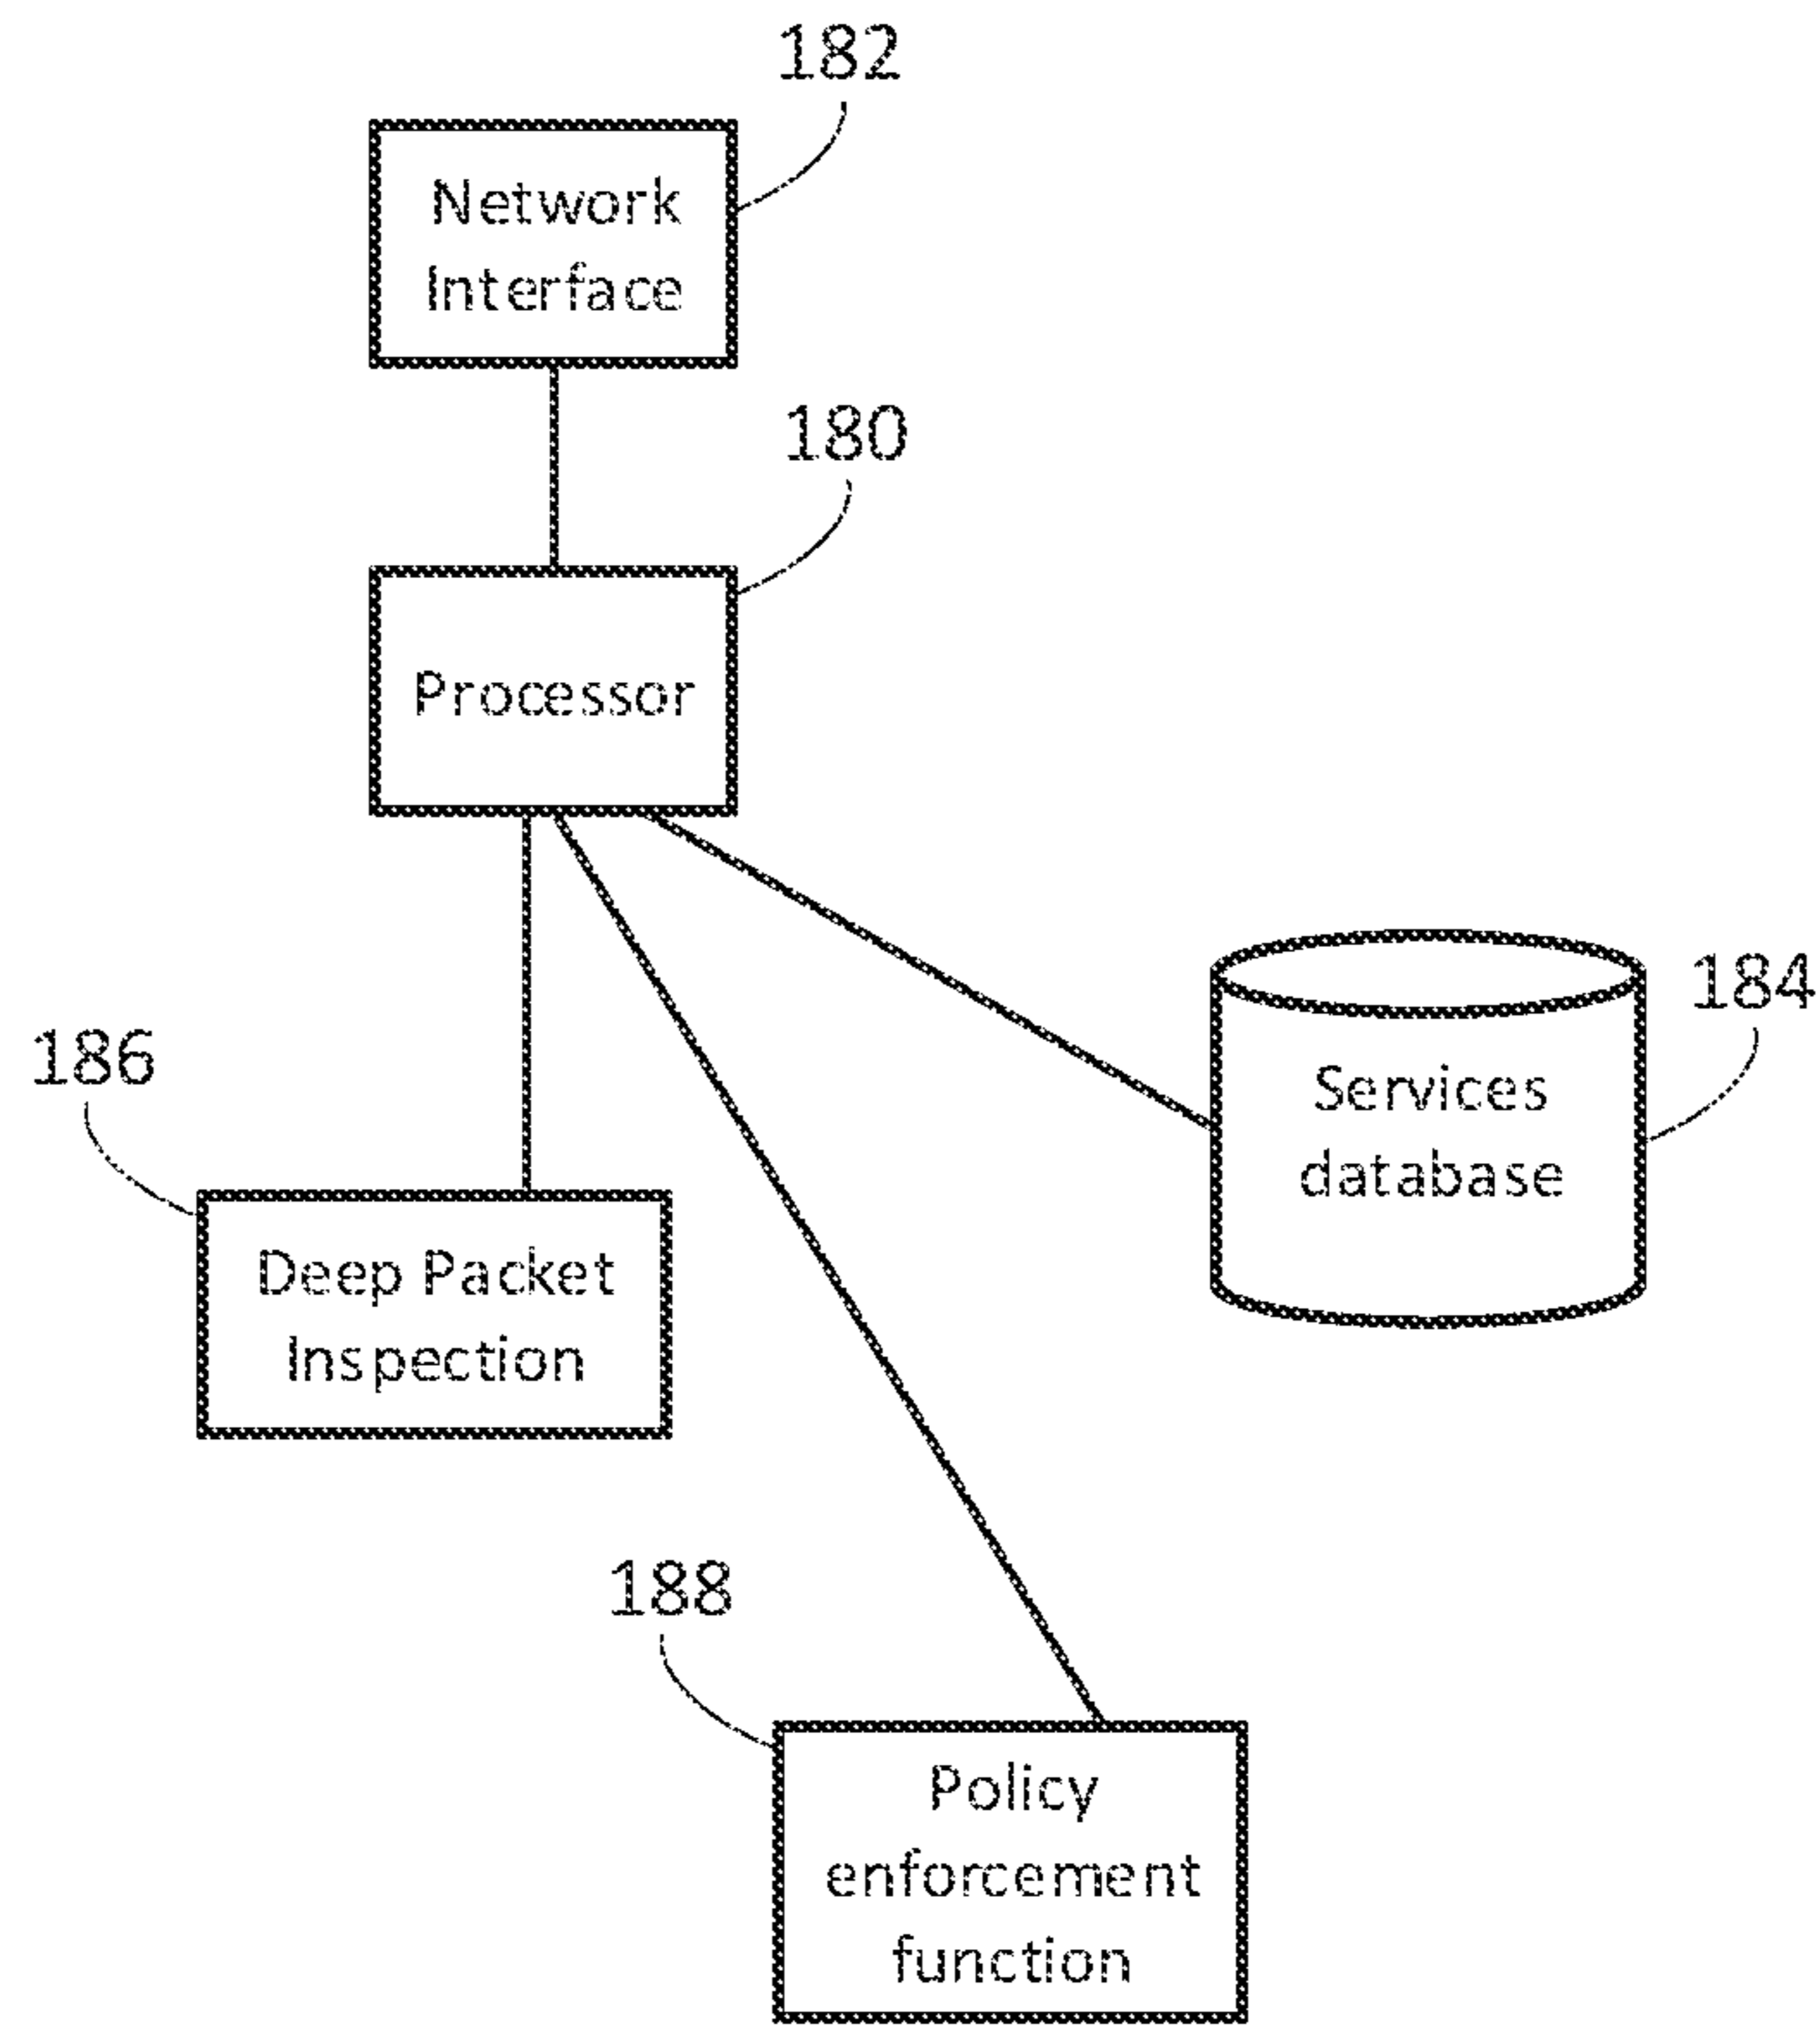 182
Network
Interface
180
Processor
184
Services
database
186
Deep Packet
Inspection
188
Policy
enforcement
function